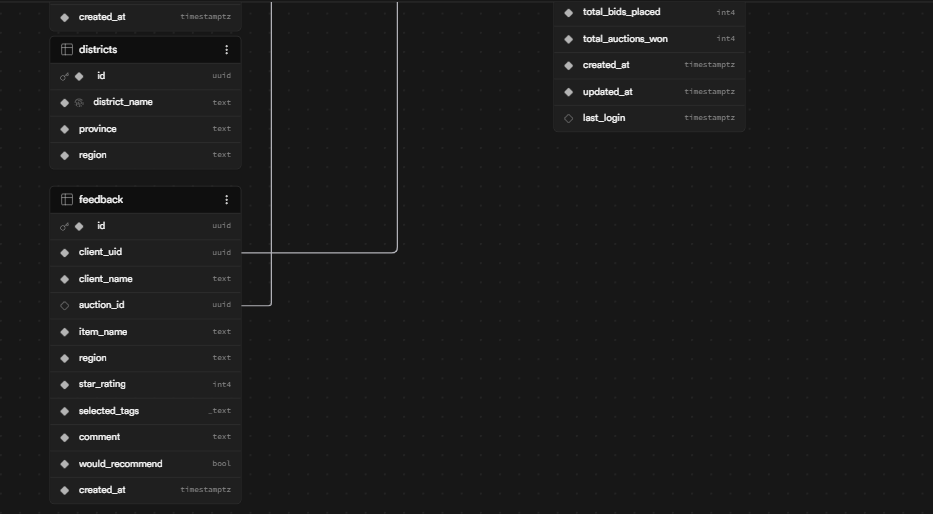 created_at timestamptz
districts
id uuid
district_name text
province text
region text
feedback
id uuid
client_uid uuid
client_name text
auction_id uuid
item_name text
region text
star_rating int4
selected_tags _text
comment text
would_recommend bool
created_at timestamptz
total_bids_placed int4
total_auctions_won int4
created_at timestamptz
updated_at timestamptz
last_login timestamptz